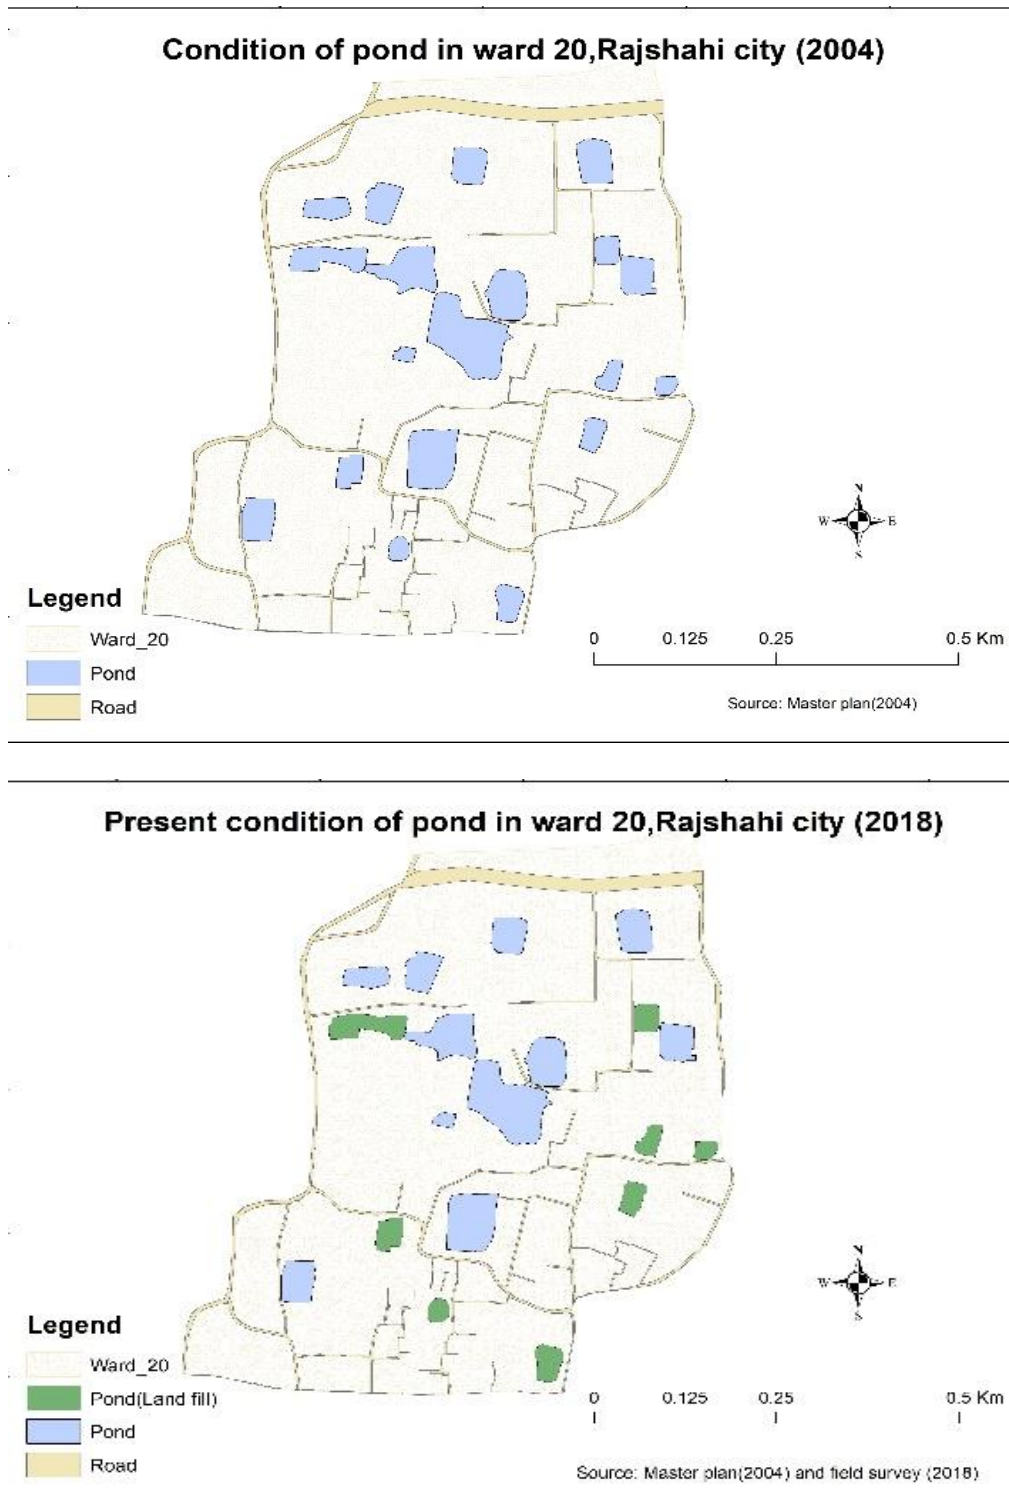 Condition of pond in ward 20,Rajshahi city (2004)
N
W E
S
Legend
Ward_20
Pond
Road
0 0.125 0.25 0.5 Km
Source: Master plan(2004)
Present condition of pond in ward 20,Rajshahi city (2018)
N
W E
S
Legend
Ward_20
Pond(Land fill)
Pond
Road
0 0.125 0.25 0.5 Km
Source: Master plan(2004) and field survey (2018)